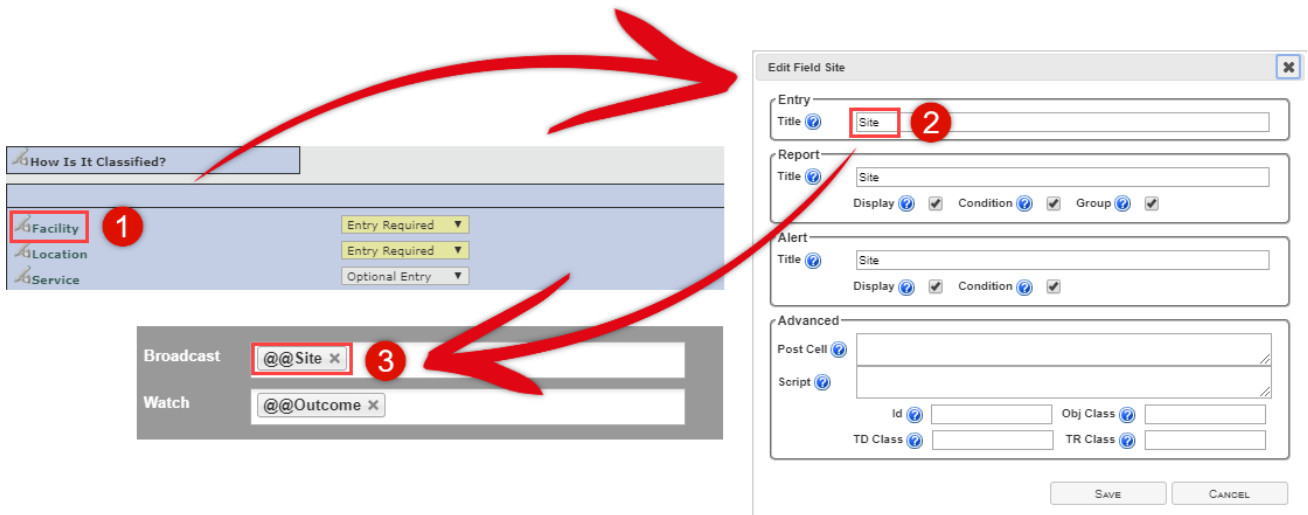 How Is It Classified?
Facility
1
Entry Required
Location
Entry Required
Service
Optional Entry
Broadcast
@@Site ×
3
Watch
@@Outcome ×
Edit Field Site
Entry
Title
Site
2
Report
Title
Site
Display Condition Group
Alert
Title
Site
Display Condition
Advanced
Post Cell
Script
Id Obj Class
TD Class TR Class
SAVE CANCEL